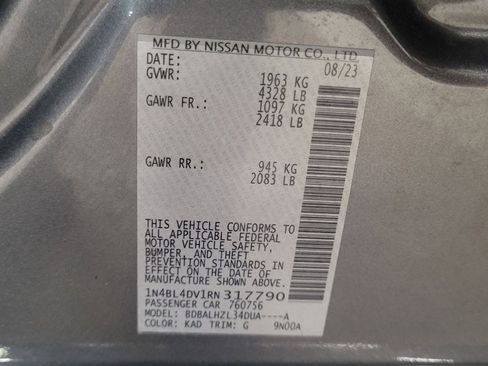 MFD BY NISSAN MOTOR CO., LTD.
DATE: 08/23
GVWR: 1963 KG
4328 LB
GAWR FR.: 1097 KG
2418 LB
GAWR RR.: 945 KG
2083 LB
THIS VEHICLE CONFORMS TO
ALL APPLICABLE FEDERAL
MOTOR VEHICLE SAFETY,
BUMPER, AND THEFT
PREVENTION STANDARDS IN
EFFECT ON THE DATE OF
MANUFACTURE SHOWN ABOVE.
1N4BL4DV1RN317790
PASSENGER CAR 760756
MODEL: BDBALHZL34DUA----A
COLOR: KAD TRIM: G 9N00A